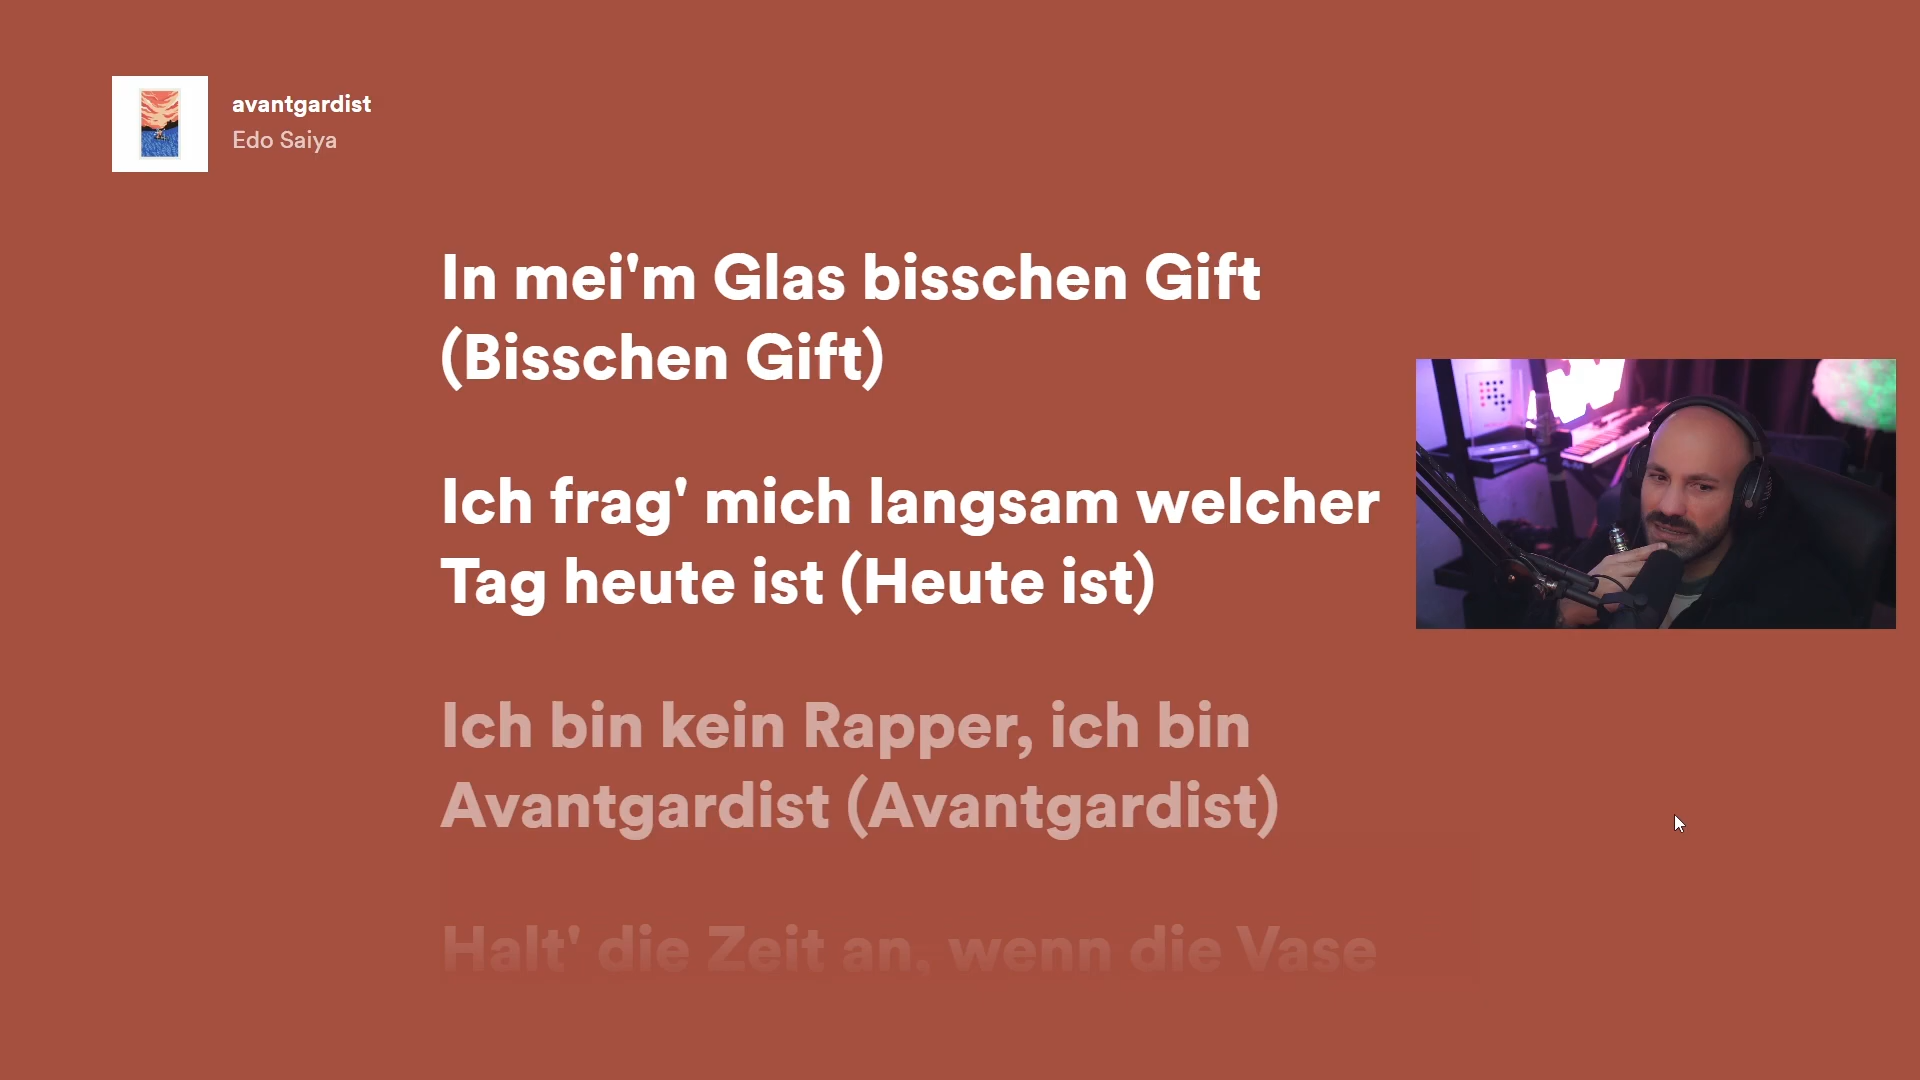 avantgardist
Edo Saiya
In mei'm Glas bisschen Gift
(Bisschen Gift)
Ich frag' mich langsam welcher
Tag heute ist (Heute ist)
Ich bin kein Rapper, ich bin
Avantgardist (Avantgardist)
Halt' die Zeit an, wenn die Vase